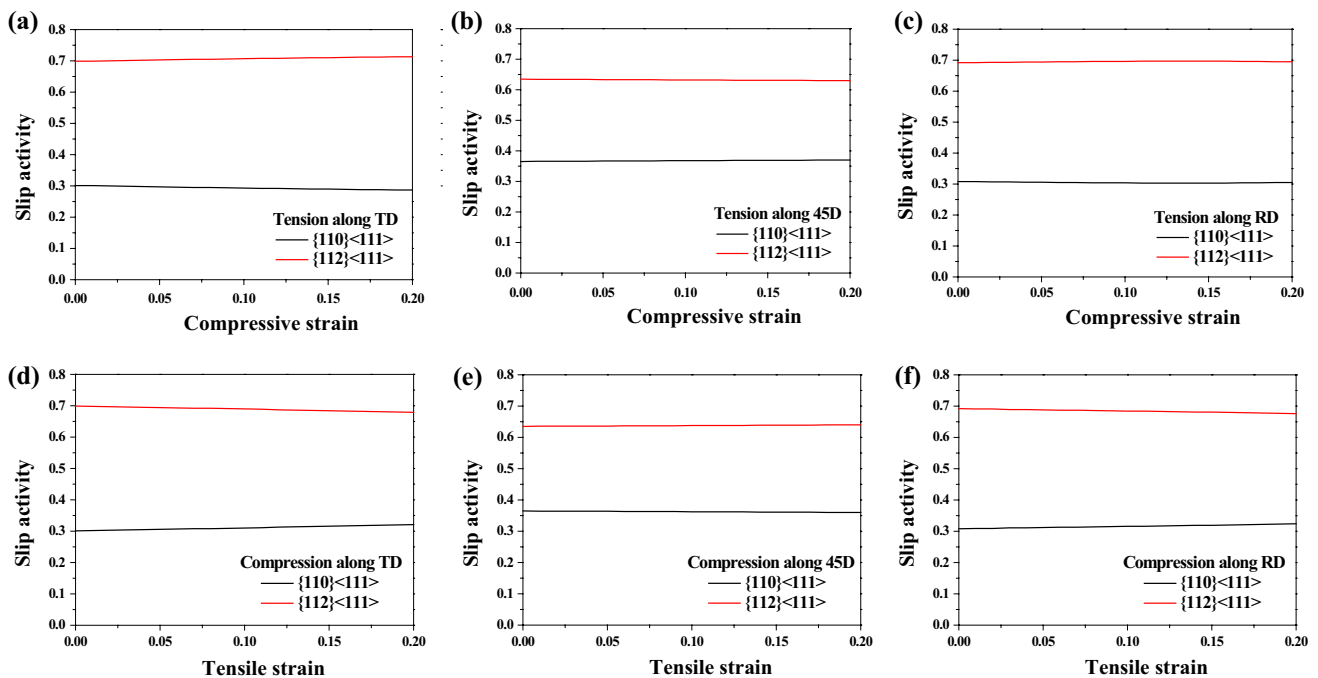 (a)
0.8
0.7
0.6
0.5
0.4
0.3
0.2
0.1
0.0
Slip activity
Tension along TD
{110}<111>
{112}<111>
0.00 0.05 0.10 0.15 0.20
Compressive strain
(b)
0.8
0.7
0.6
0.5
0.4
0.3
0.2
0.1
0.0
Slip activity
Tension along 45D
{110}<111>
{112}<111>
0.00 0.05 0.10 0.15 0.20
Compressive strain
(c)
0.8
0.7
0.6
0.5
0.4
0.3
0.2
0.1
0.0
Slip activity
Tension along RD
{110}<111>
{112}<111>
0.00 0.05 0.10 0.15 0.20
Compressive strain
(d)
0.8
0.7
0.6
0.5
0.4
0.3
0.2
0.1
0.0
Slip activity
Compression along TD
{110}<111>
{112}<111>
0.00 0.05 0.10 0.15 0.20
Tensile strain
(e)
0.8
0.7
0.6
0.5
0.4
0.3
0.2
0.1
0.0
Slip activity
Compression along 45D
{110}<111>
{112}<111>
0.00 0.05 0.10 0.15 0.20
Tensile strain
(f)
0.8
0.7
0.6
0.5
0.4
0.3
0.2
0.1
0.0
Slip activity
Compression along RD
{110}<111>
{112}<111>
0.00 0.05 0.10 0.15 0.20
Tensile strain